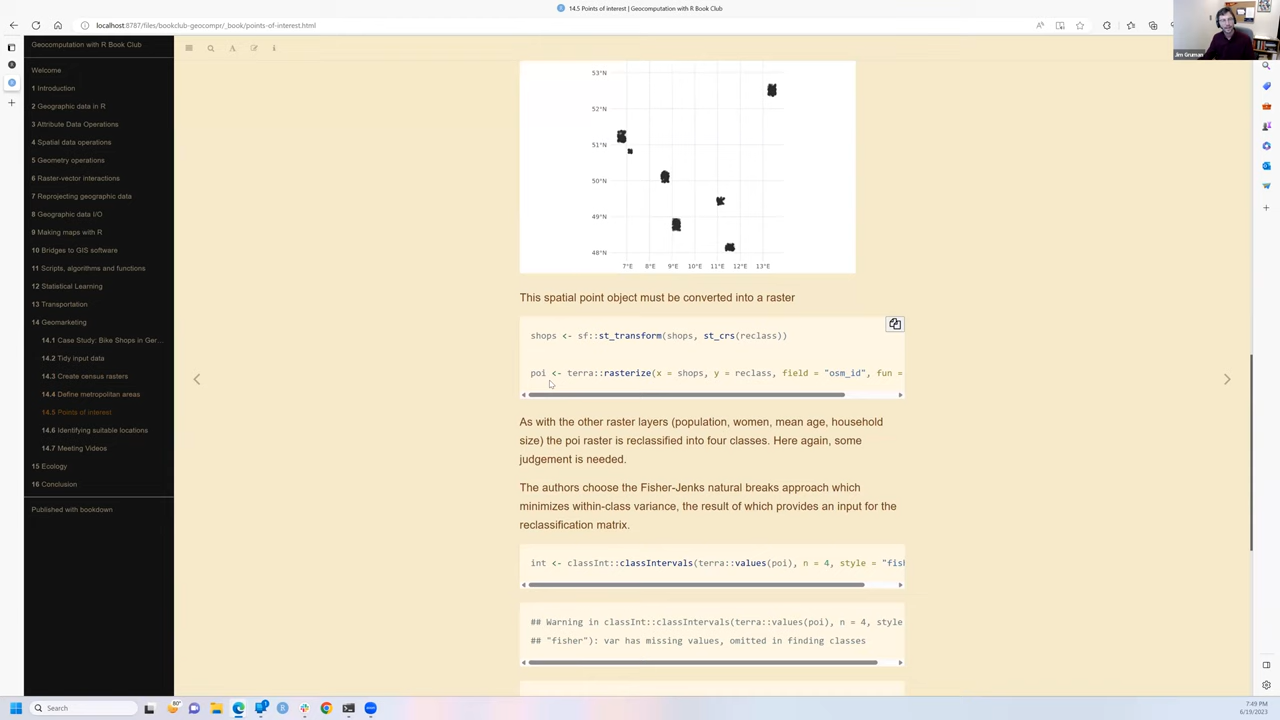 14.5 Points of interest | Geocomputation with R Book Club
localhost:8787/files/bookclub-geocompr/_book/points-of-interest.html
Jim Gruman
Geocomputation with R Book Club
Welcome
1 Introduction
2 Geographic data in R
3 Attribute Data Operations
4 Spatial data operations
5 Geometry operations
6 Raster-vector interactions
7 Reprojecting geographic data
8 Geographic data I/O
9 Making maps with R
10 Bridges to GIS software
11 Scripts, algorithms and functions
12 Statistical Learning
13 Transportation
14 Geomarketing
14.1 Case Study: Bike Shops in Ger...
14.2 Tidy input data
14.3 Create census rasters
14.4 Define metropolitan areas
14.5 Points of interest
14.6 Identifying suitable locations
14.7 Meeting Videos
15 Ecology
16 Conclusion
Published with bookdown
53°N
52°N
51°N
50°N
49°N
48°N
7°E 8°E 9°E 10°E 11°E 12°E 13°E
This spatial point object must be converted into a raster
shops <- sf::st_transform(shops, st_crs(reclass))
poi <- terra::rasterize(x = shops, y = reclass, field = "osm_id", fun =
As with the other raster layers (population, women, mean age, household
size) the poi raster is reclassified into four classes. Here again, some
judgement is needed.
The authors choose the Fisher-Jenks natural breaks approach which
minimizes within-class variance, the result of which provides an input for the
reclassification matrix.
int <- classInt::classIntervals(terra::values(poi), n = 4, style = "fish
## Warning in classInt::classIntervals(terra::values(poi), n = 4, style
## "fisher"): var has missing values, omitted in finding classes
Search
80°
7:49 PM
6/19/2023